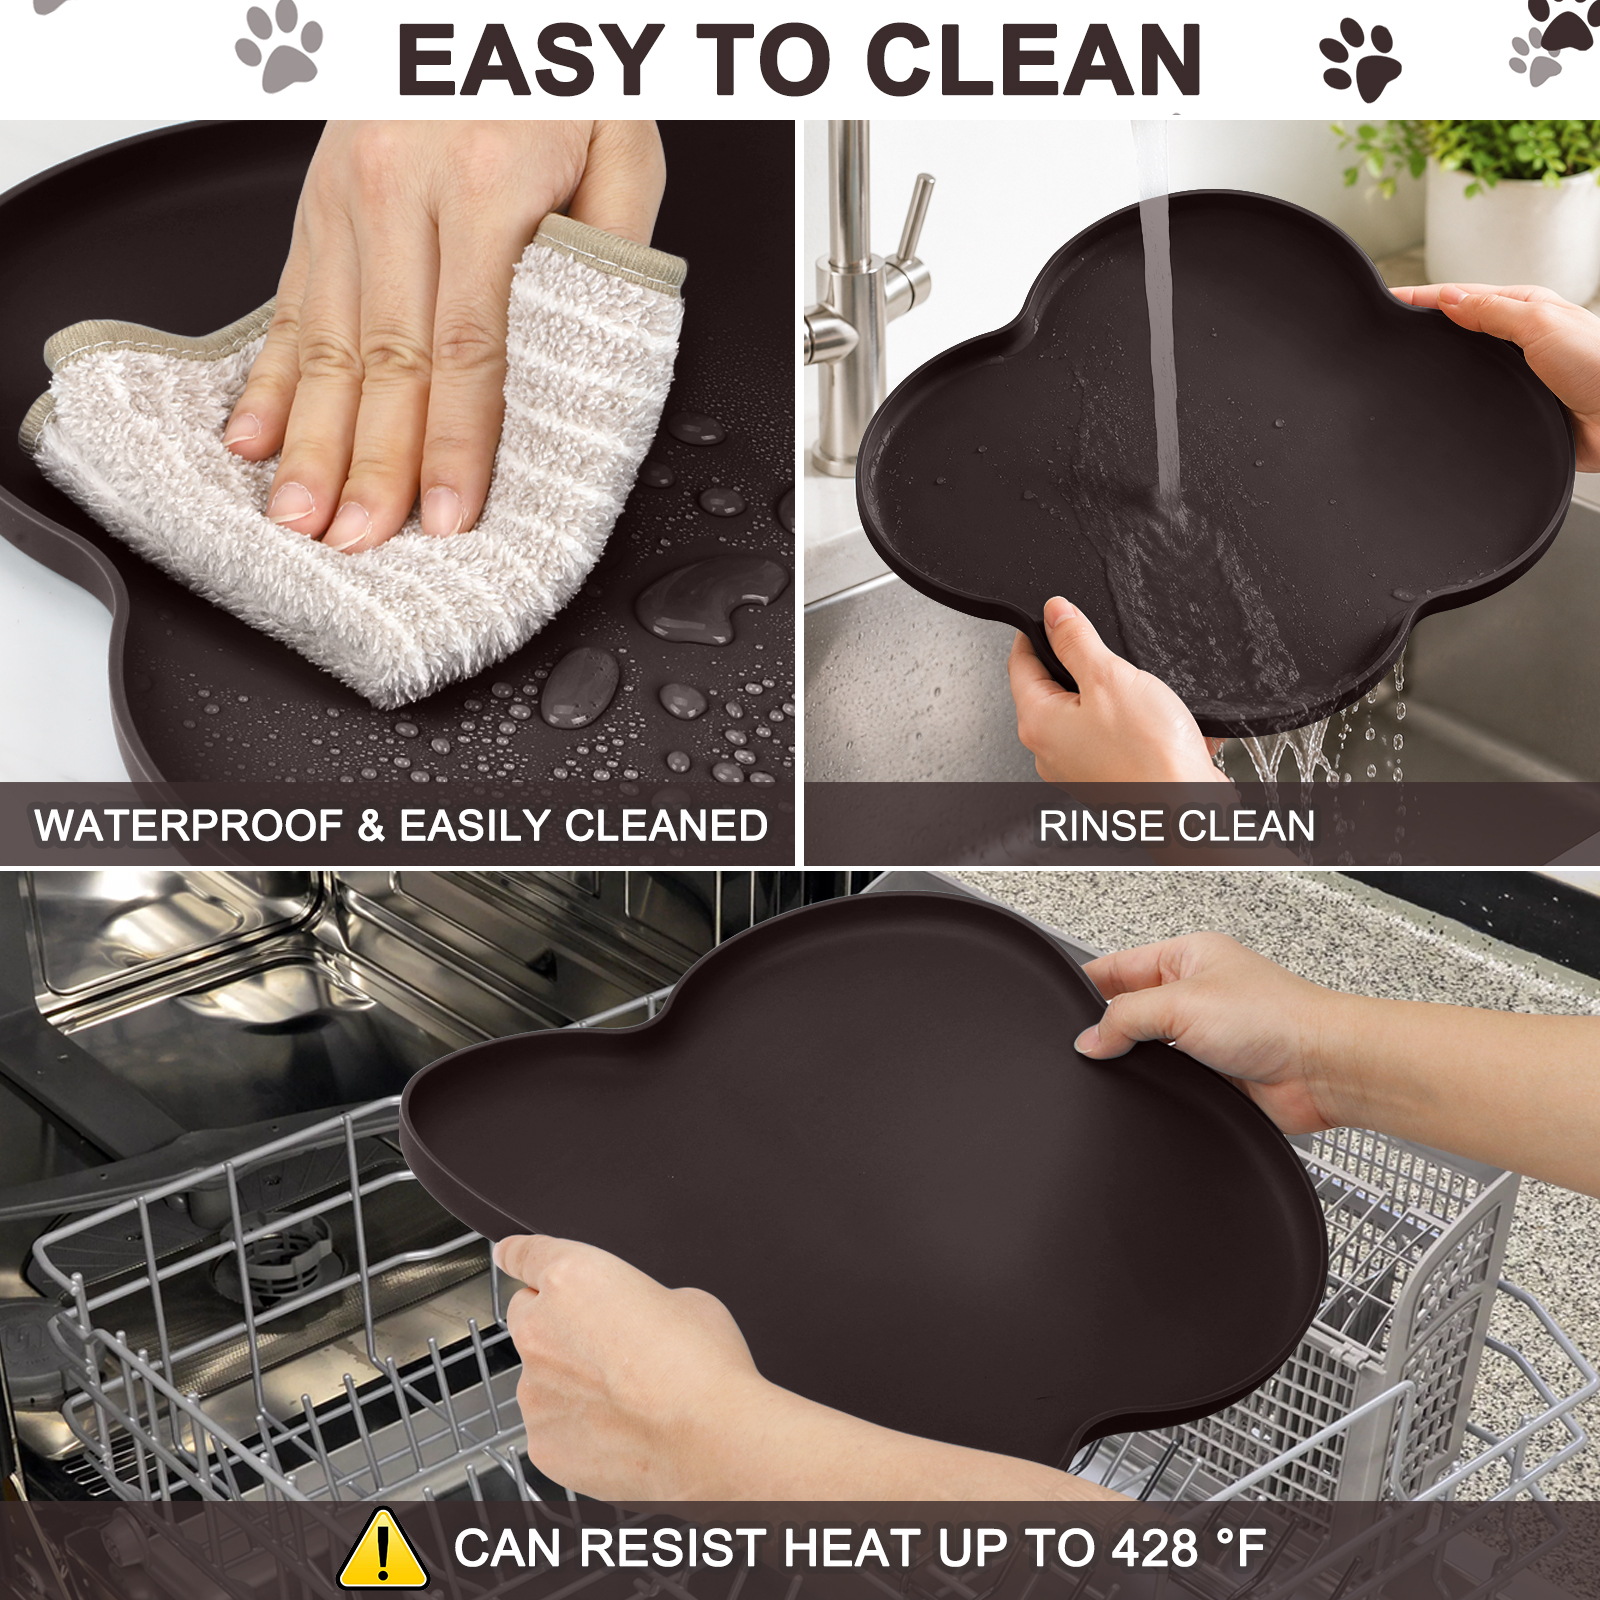 EASY TO CLEAN
WATERPROOF & EASILY CLEANED
RINSE CLEAN
CAN RESIST HEAT UP TO 428 °F